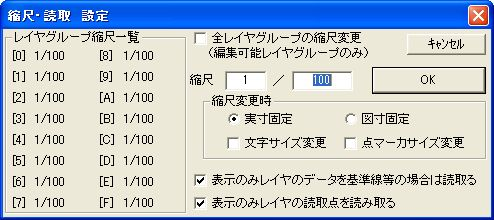 縮尺・読取 設定
レイヤグループ縮尺一覧
[0] 1/100 [8] 1/100
[1] 1/100 [9] 1/100
[2] 1/100 [A] 1/100
[3] 1/100 [B] 1/100
[4] 1/100 [C] 1/100
[5] 1/100 [D] 1/100
[6] 1/100 [E] 1/100
[7] 1/100 [F] 1/100
全レイヤグループの縮尺変更
(編集可能レイヤグループのみ)
キャンセル
縮尺 1 / 100
OK
縮尺変更時
実寸固定 図寸固定
文字サイズ変更 点マーカサイズ変更
表示のみレイヤのデータを基準線等の場合は読取る
表示のみレイヤの読取点を読み取る